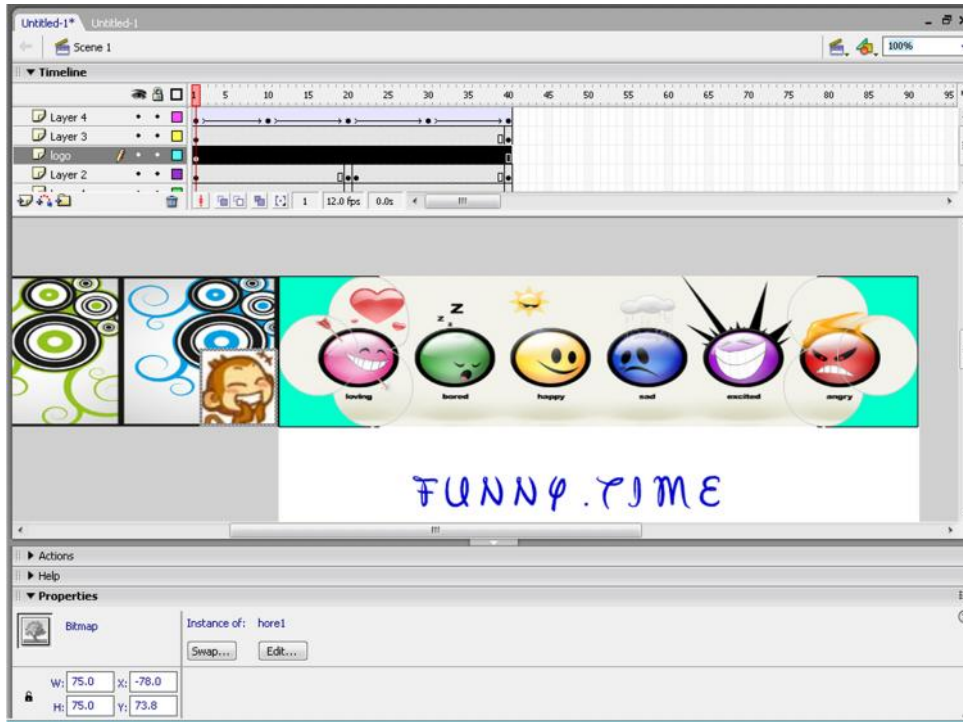 Untitled-1* Untitled-1
Scene 1 100%
Timeline
1 5 10 15 20 25 30 35 40 45 50 55 60 65 70 75 80 85 90 95
Layer 4
Layer 3
logo
Layer 2
1 12.0 fps 0.0s
z z Z
loving bored happy sad excited angry
FUNNY.TIME
Actions
Help
Properties
Bitmap Instance of: hore1
Swap... Edit...
W: 75.0 X: -78.0
H: 75.0 Y: 73.8